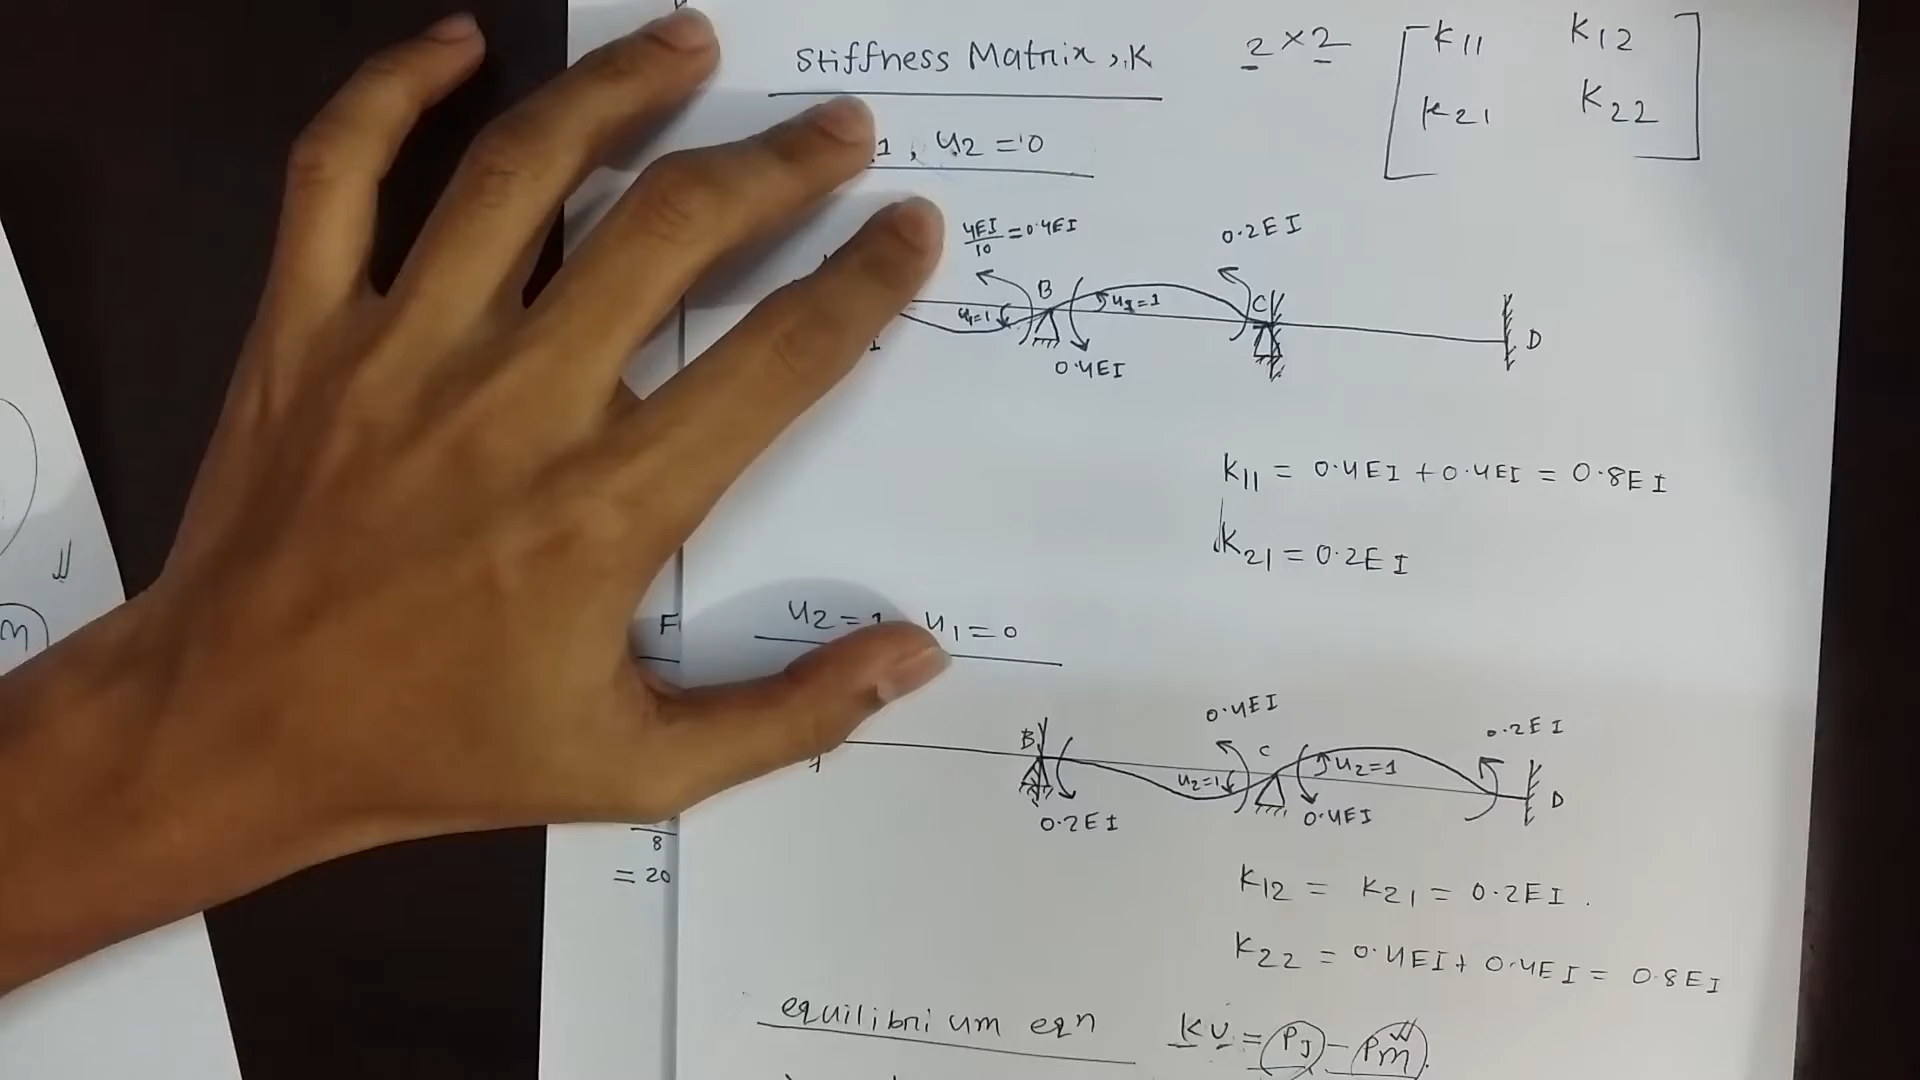 Stiffness Matrix, K 2×2 K11 K12
K21 K22
1, U2 = 0
4EI/10 = 0.4EI 0.2EI
B U1=1 U1=1 C D
0.4EI
K11 = 0.4EI + 0.4EI = 0.8EI
K21 = 0.2EI
U2 = 1 U1 = 0
0.4EI 0.2EI
B U2=1 C U2=1 D
0.2EI 0.4EI
8
= 20
K12 = K21 = 0.2EI.
K22 = 0.4EI + 0.4EI = 0.8EI
equilibrium eqn KU = PJ - Pm